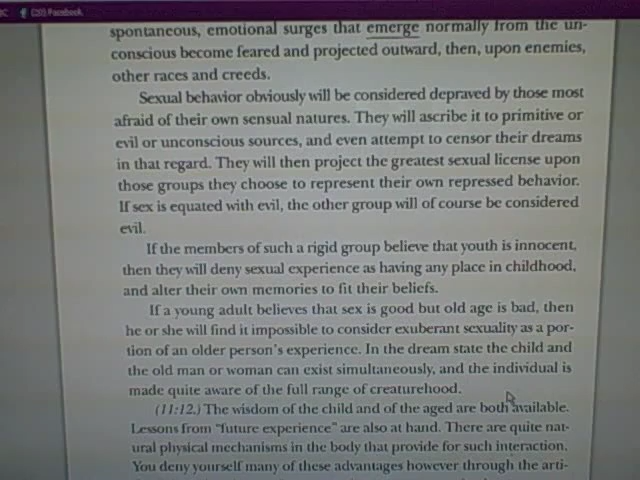 (20) Facebook
spontaneous, emotional surges that emerge normally from the un-
conscious become feared and projected outward, then, upon enemies,
other races and creeds.
Sexual behavior obviously will be considered depraved by those most
afraid of their own sensual natures. They will ascribe it to primitive or
evil or unconscious sources, and even attempt to censor their dreams
in that regard. They will then project the greatest sexual license upon
those groups they choose to represent their own repressed behavior.
If sex is equated with evil, the other group will of course be considered
evil.
If the members of such a rigid group believe that youth is innocent,
then they will deny sexual experience as having any place in childhood,
and alter their own memories to fit their beliefs.
If a young adult believes that sex is good but old age is bad, then
he or she will find it impossible to consider exuberant sexuality as a por-
tion of an older person's experience. In the dream state the child and
the old man or woman can exist simultaneously, and the individual is
made quite aware of the full range of creaturehood.
(11:12.) The wisdom of the child and of the aged are both available.
Lessons from "future experience" are also at hand. There are quite nat-
ural physical mechanisms in the body that provide for such interaction.
You deny yourself many of these advantages however through the arti-